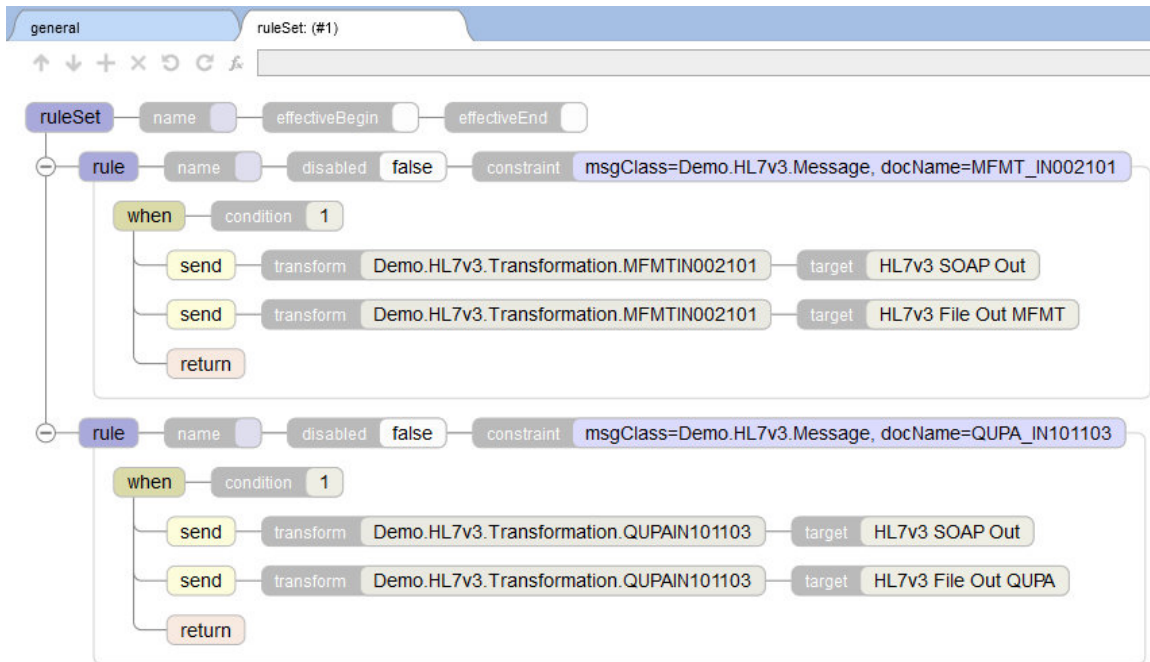 general ruleSet: (#1)
fx
ruleSet name effectiveBegin effectiveEnd
rule name disabled false constraint msgClass=Demo.HL7v3.Message, docName=MFMT_IN002101
when condition 1
send transform Demo.HL7v3.Transformation.MFMTIN002101 target HL7v3 SOAP Out
send transform Demo.HL7v3.Transformation.MFMTIN002101 target HL7v3 File Out MFMT
return
rule name disabled false constraint msgClass=Demo.HL7v3.Message, docName=QUPA_IN101103
when condition 1
send transform Demo.HL7v3.Transformation.QUPAIN101103 target HL7v3 SOAP Out
send transform Demo.HL7v3.Transformation.QUPAIN101103 target HL7v3 File Out QUPA
return